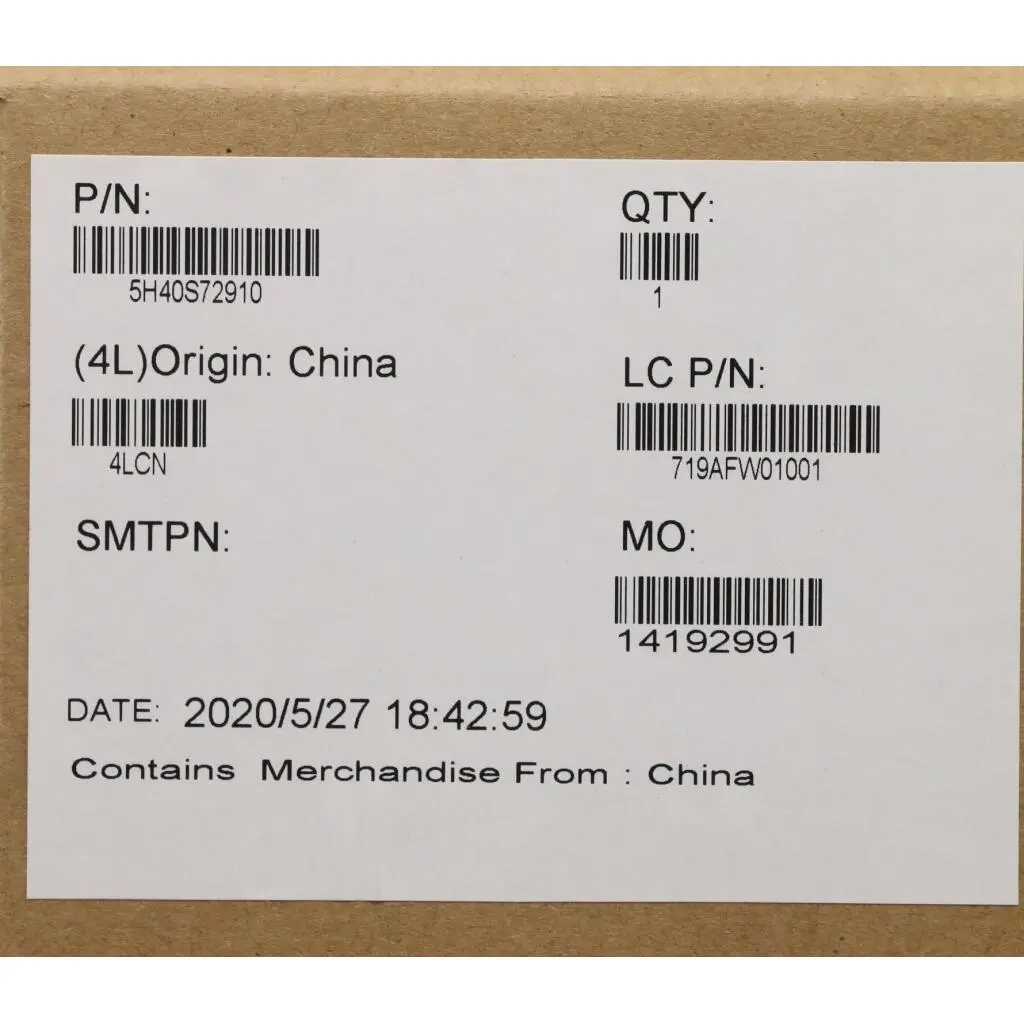 P/N:
5H40S72910
QTY:
1
(4L)Origin: China
4LCN
LC P/N:
719AFW01001
SMTPN:
MO:
14192991
DATE: 2020/5/27 18:42:59
Contains Merchandise From : China